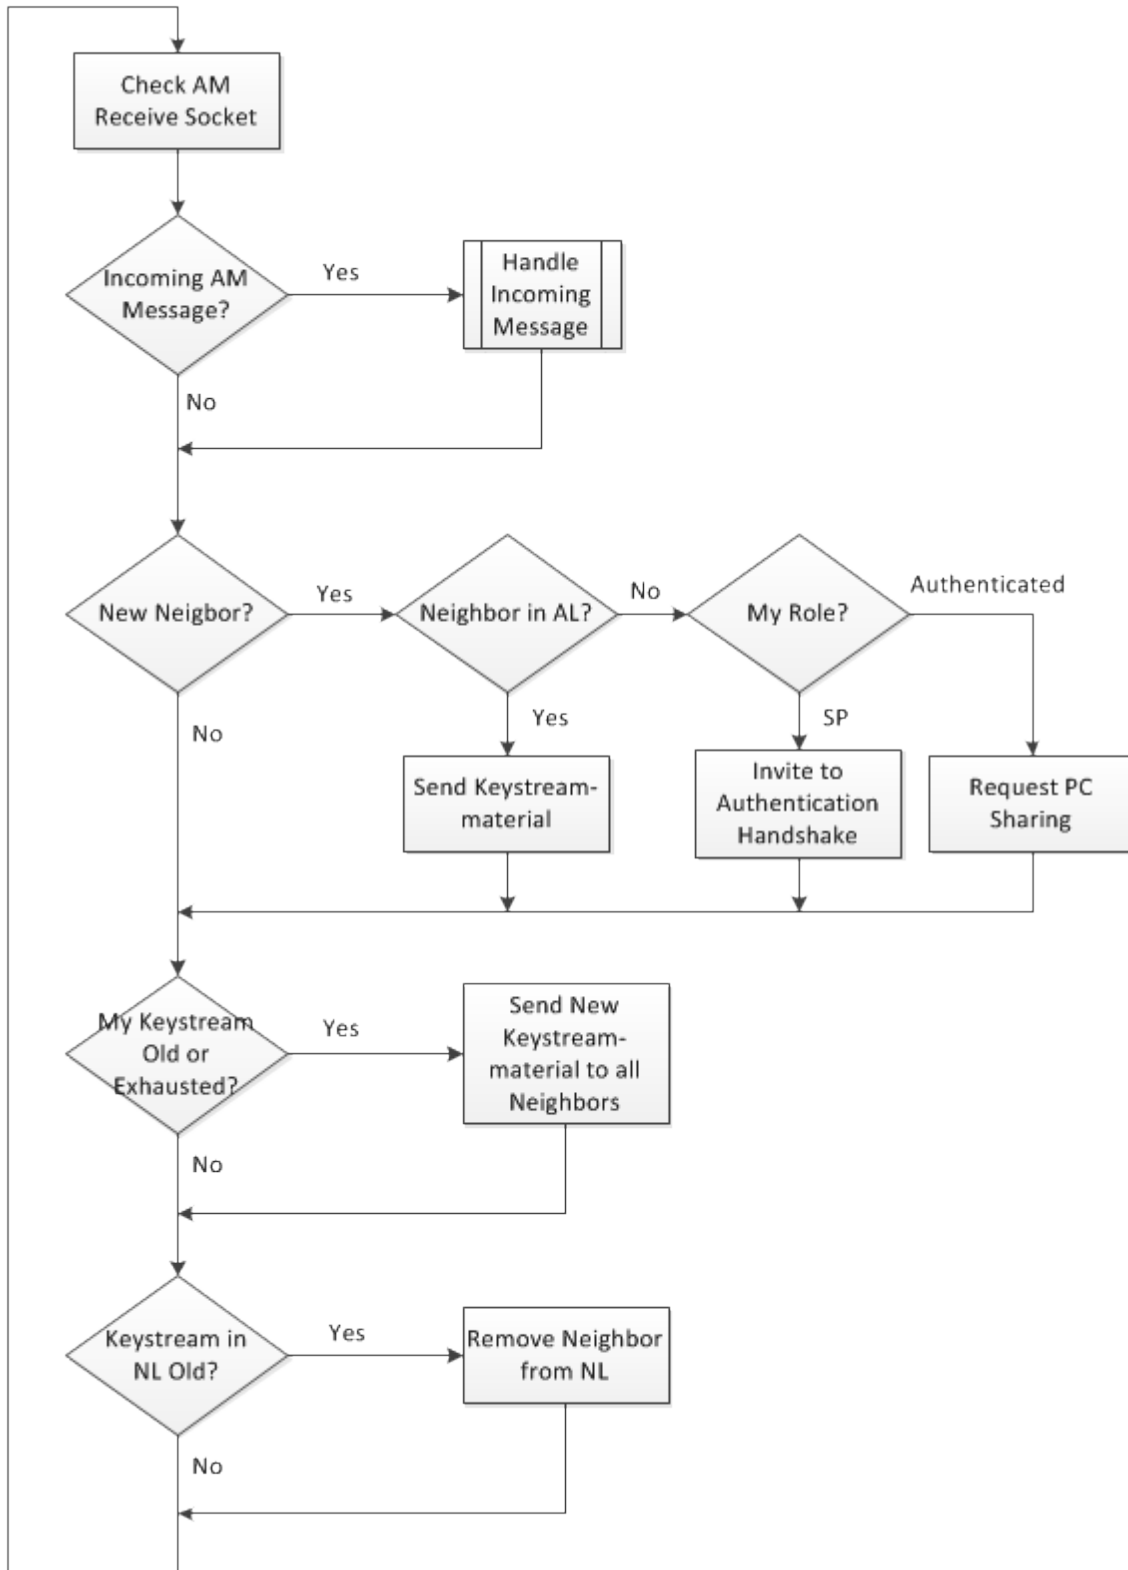 Check AM
Receive Socket
Incoming AM
Message?
Yes
Handle
Incoming
Message
No
New Neigbor?
Yes
Neighbor in AL?
No
My Role?
Authenticated
No
Yes
SP
Send Keystream-
material
Invite to
Authentication
Handshake
Request PC
Sharing
My Keystream
Old or
Exhausted?
Yes
Send New
Keystream-
material to all
Neighbors
No
Keystream in
NL Old?
Yes
Remove Neighbor
from NL
No